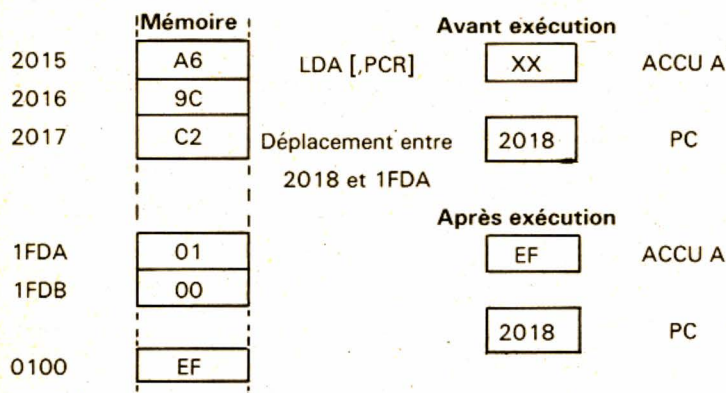 Mémoire Avant exécution
2015 A6 LDA [,PCR] XX ACCU A
2016 9C
2017 C2 Déplacement entre 2018 PC
2018 et 1FDA
Après exécution
1FDA 01 EF ACCU A
1FDB 00
2018 PC
0100 EF